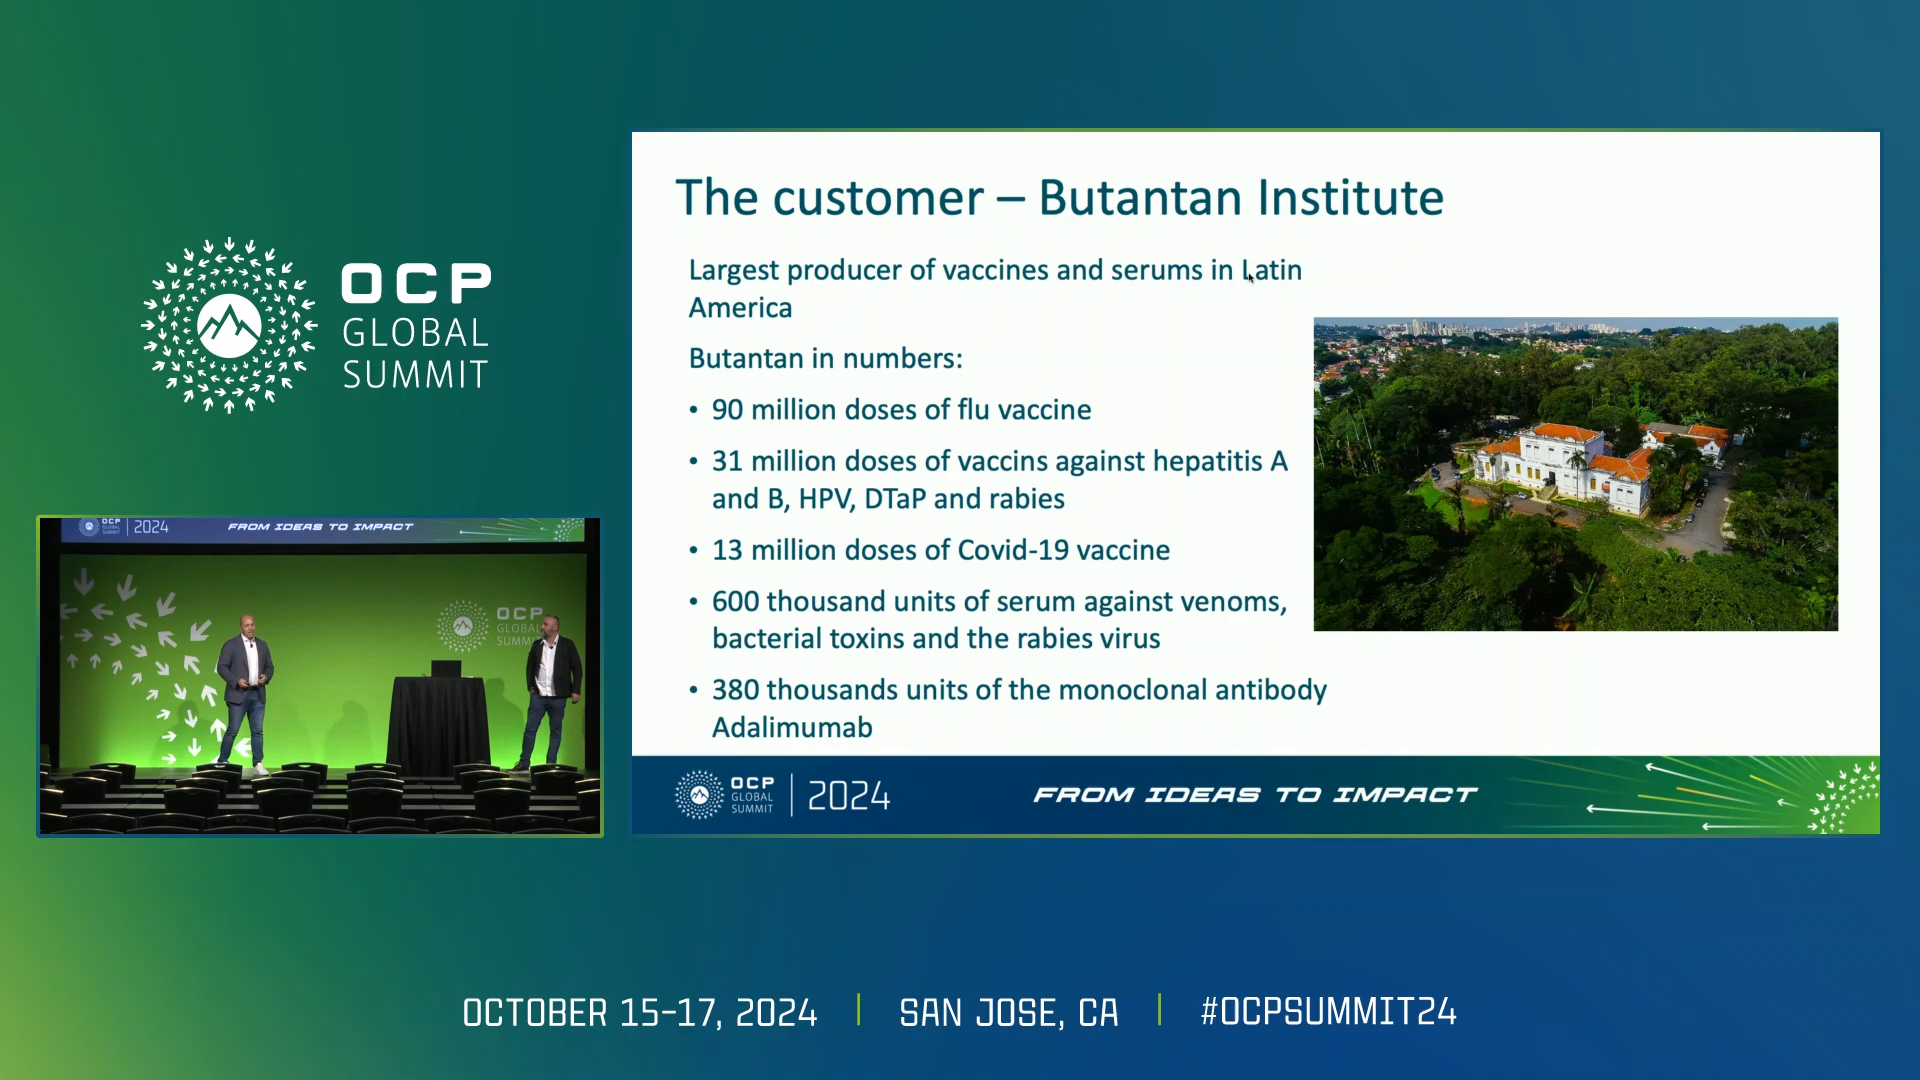 OCP
GLOBAL
SUMMIT
The customer – Butantan Institute
Largest producer of vaccines and serums in Latin
America
Butantan in numbers:
• 90 million doses of flu vaccine
• 31 million doses of vaccins against hepatitis A
and B, HPV, DTaP and rabies
• 13 million doses of Covid-19 vaccine
• 600 thousand units of serum against venoms,
bacterial toxins and the rabies virus
• 380 thousands units of the monoclonal antibody
Adalimumab
OCP
GLOBAL
SUMMIT
2024
FROM IDEAS TO IMPACT
OCP
2024
FROM IDEAS TO IMPACT
OCP
GLOBAL
SUMMIT
OCTOBER 15-17, 2024 | SAN JOSE, CA | #OCPSUMMIT24